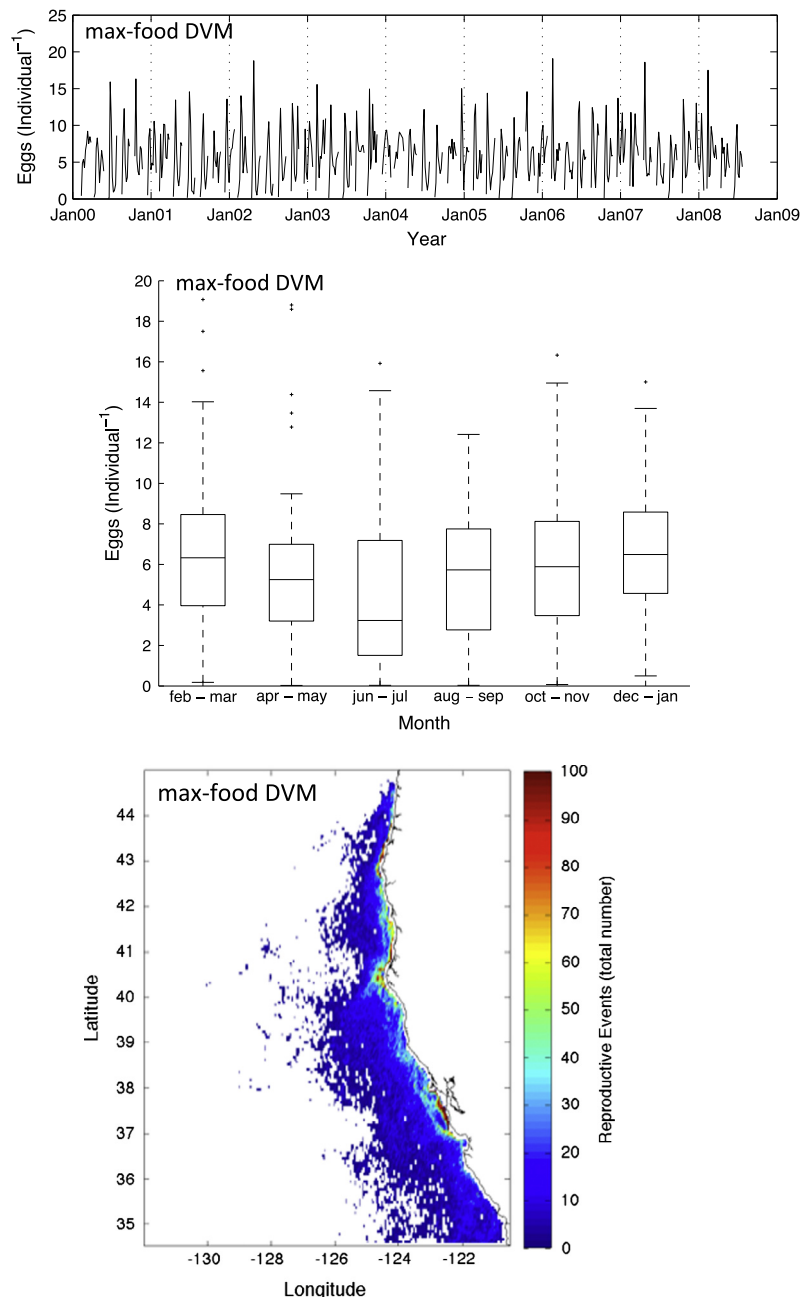 max-food DVM
Eggs (Individual⁻¹)
25
20
15
10
5
0
Jan00 Jan01 Jan02 Jan03 Jan04 Jan05 Jan06 Jan07 Jan08 Jan09
Year
max-food DVM
Eggs (Individual⁻¹)
20
18
16
14
12
10
8
6
4
2
0
feb – mar apr – may jun – jul aug – sep oct – nov dec – jan
Month
max-food DVM
Latitude
44
43
42
41
40
39
38
37
36
35
-130 -128 -126 -124 -122
Longitude
100
90
80
70
60
50
40
30
20
10
0
Reproductive Events (total number)